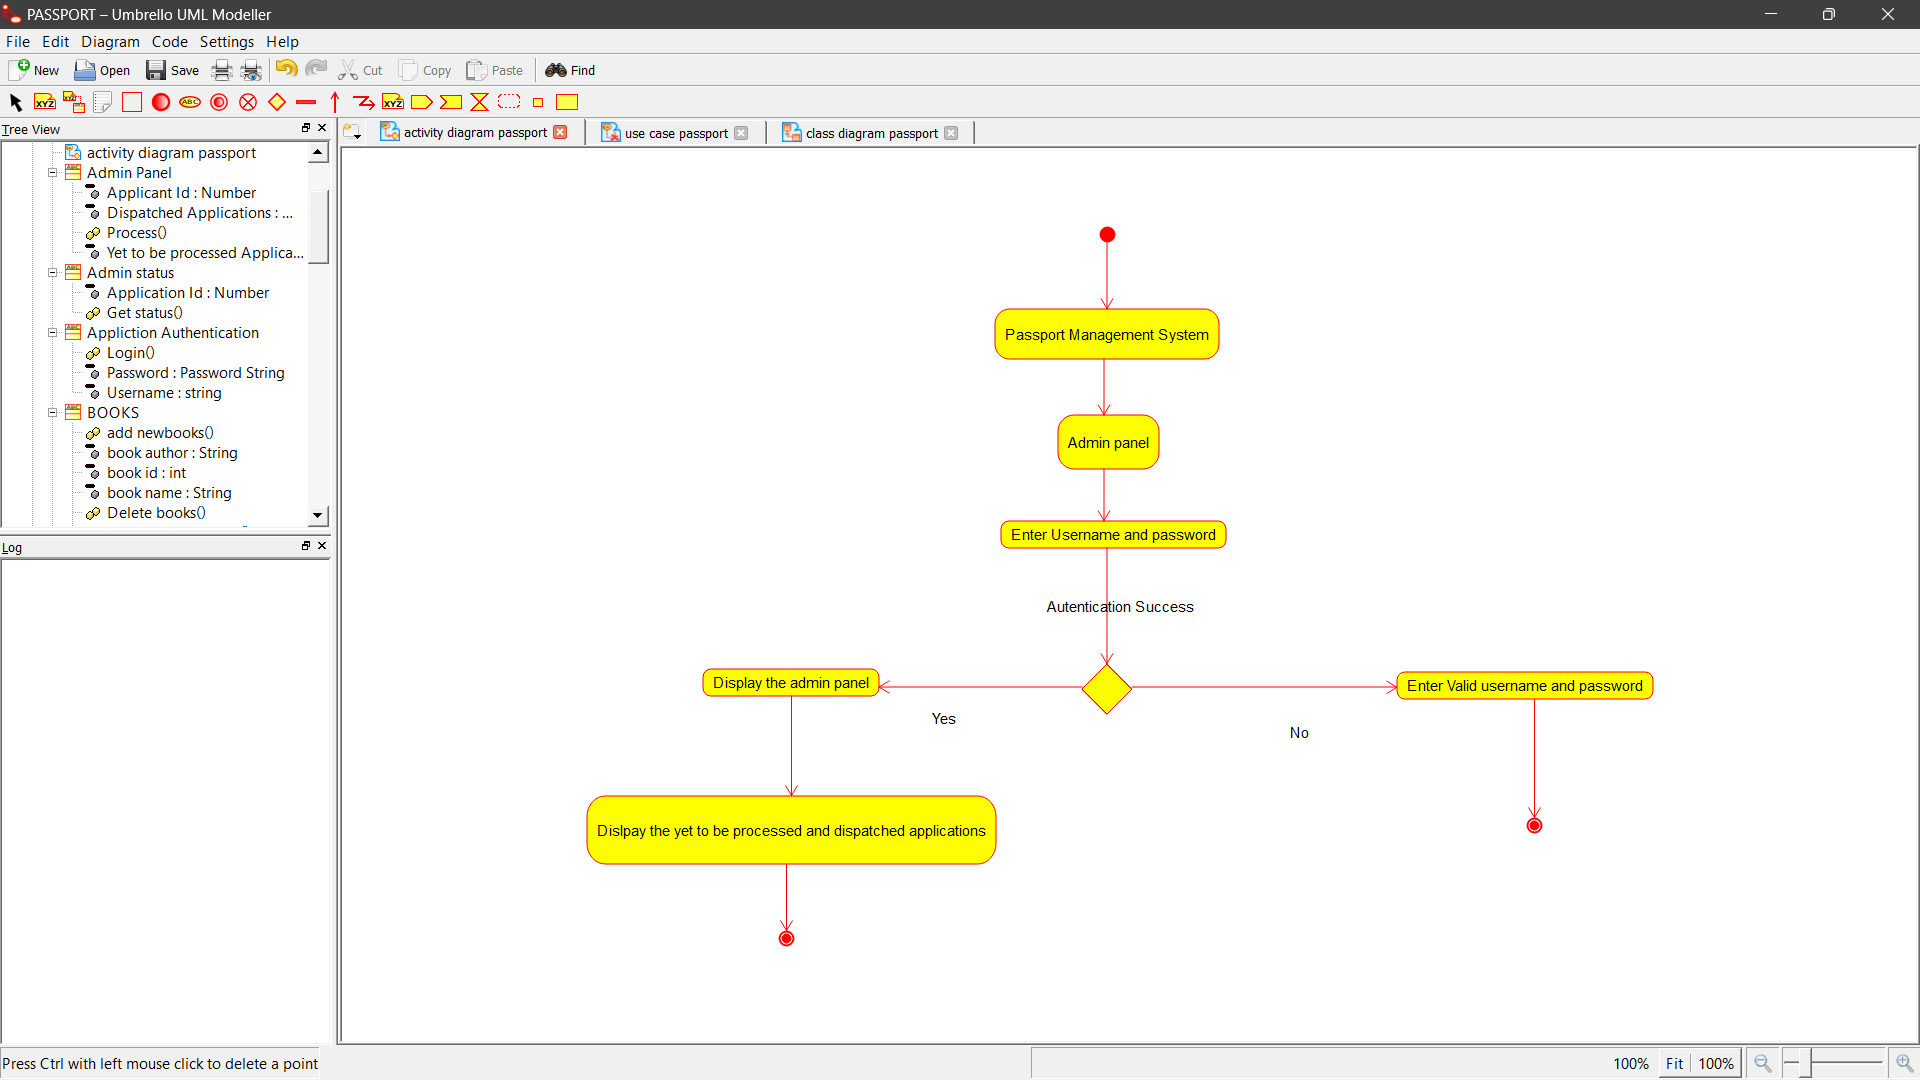 PASSPORT – Umbrello UML Modeller
File Edit Diagram Code Settings Help
New Open Save Cut Copy Paste Find
XYZ ABC XYZ
Tree View
activity diagram passport use case passport class diagram passport
activity diagram passport
Admin Panel
Applicant Id : Number
Dispatched Applications : ...
Process()
Yet to be processed Applica...
Admin status
Application Id : Number
Get status()
Appliction Authentication
Login()
Password : Password String
Username : string
BOOKS
add newbooks()
book author : String
book id : int
book name : String
Delete books()
Log
Passport Management System
Admin panel
Enter Username and password
Autentication Success
Display the admin panel
Enter Valid username and password
Yes
No
Dislpay the yet to be processed and dispatched applications
Press Ctrl with left mouse click to delete a point
100% Fit 100%